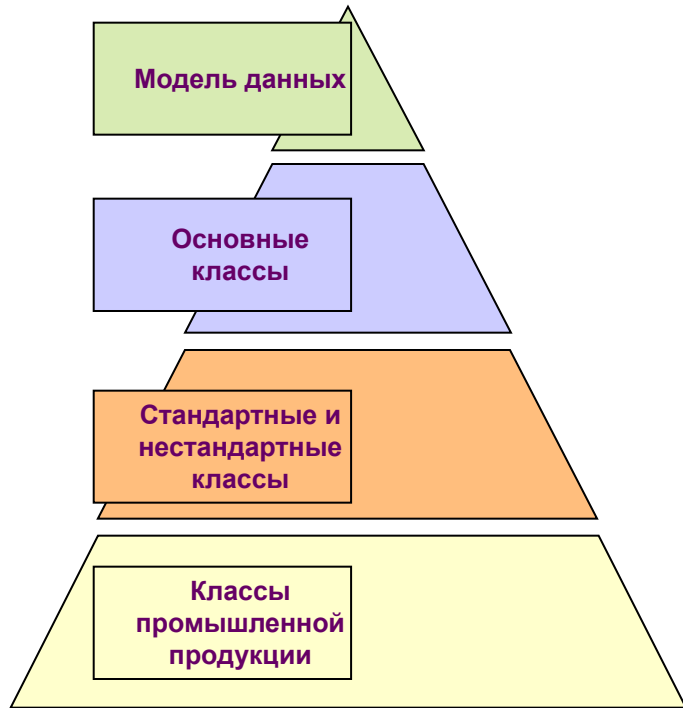 Модель данных
Основные
классы
Стандартные и
нестандартные
классы
Классы
промышленной
продукции